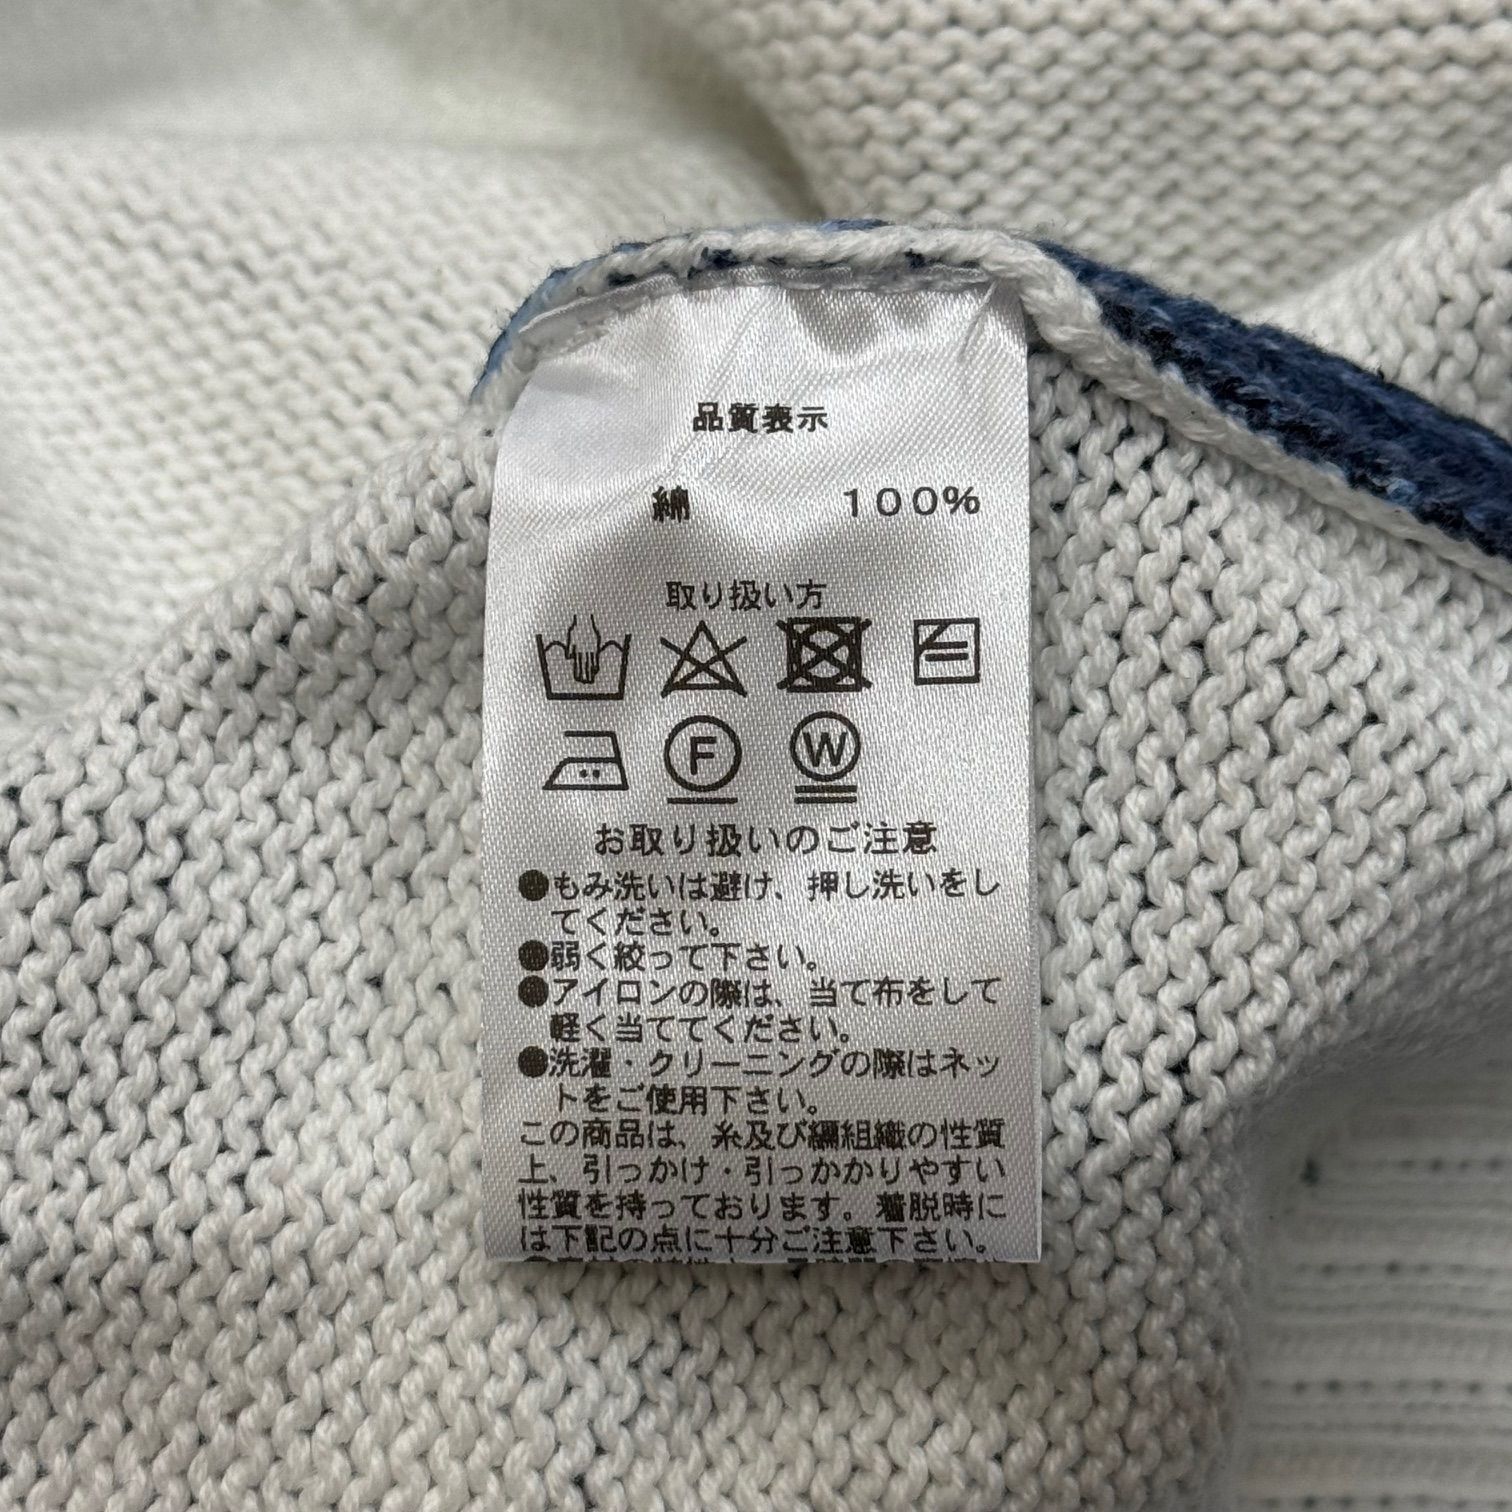 品質表示
綿 100%
取り扱い方
F W
お取り扱いのご注意
●もみ洗いは避け、押し洗いをし
てください。
●弱く絞って下さい。
●アイロンの際は、当て布をして
軽く当ててください。
●洗濯・クリーニングの際はネッ
トをご使用下さい。
この商品は、糸及び編組織の性質
上、引っかけ・引っかかりやすい
性質を持っております。着脱時に
は下記の点に十分ご注意下さい。